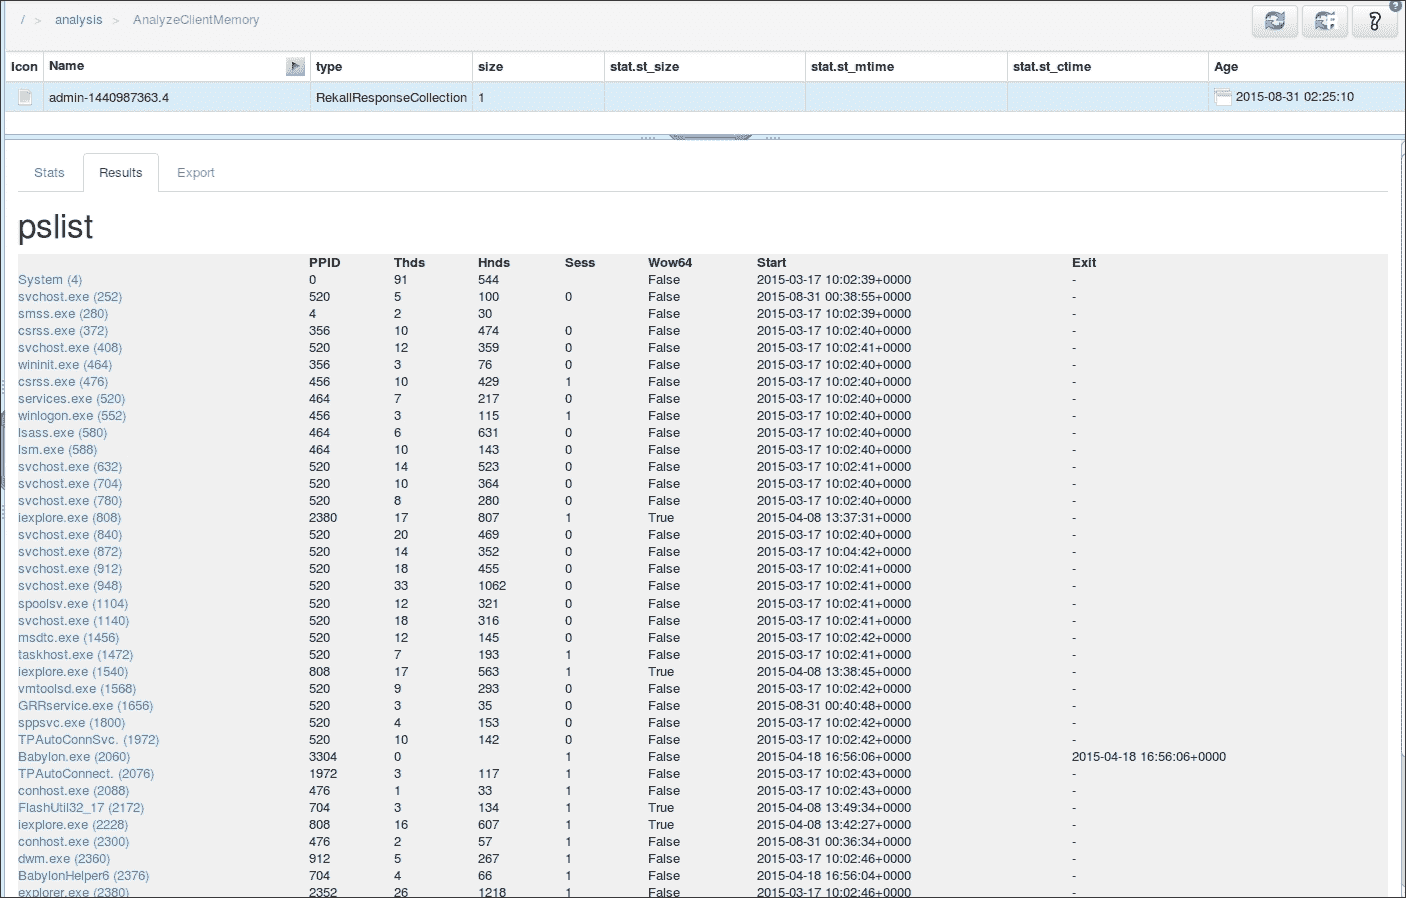 / > analysis > AnalyzeClientMemory
Icon Name type size stat.st_size stat.st_mtime stat.st_ctime Age
admin-1440987363.4 RekallResponseCollection 1 2015-08-31 02:25:10
Stats Results Export
pslist
PPID Thds Hnds Sess Wow64 Start Exit
System (4) 0 91 544 False 2015-03-17 10:02:39+0000 -
svchost.exe (252) 520 5 100 0 False 2015-08-31 00:38:55+0000 -
smss.exe (280) 4 2 30 False 2015-03-17 10:02:39+0000 -
csrss.exe (372) 356 10 474 0 False 2015-03-17 10:02:40+0000 -
svchost.exe (408) 520 12 359 0 False 2015-03-17 10:02:41+0000 -
wininit.exe (464) 356 3 76 0 False 2015-03-17 10:02:40+0000 -
csrss.exe (476) 456 10 429 1 False 2015-03-17 10:02:40+0000 -
services.exe (520) 464 7 217 0 False 2015-03-17 10:02:40+0000 -
winlogon.exe (552) 456 3 115 1 False 2015-03-17 10:02:40+0000 -
lsass.exe (580) 464 6 631 0 False 2015-03-17 10:02:40+0000 -
lsm.exe (588) 464 10 143 0 False 2015-03-17 10:02:40+0000 -
svchost.exe (632) 520 14 523 0 False 2015-03-17 10:02:41+0000 -
svchost.exe (704) 520 10 364 0 False 2015-03-17 10:02:40+0000 -
svchost.exe (780) 520 8 280 0 False 2015-03-17 10:02:40+0000 -
iexplore.exe (808) 2380 17 807 1 True 2015-04-08 13:37:31+0000 -
svchost.exe (840) 520 20 469 0 False 2015-03-17 10:02:40+0000 -
svchost.exe (872) 520 14 352 0 False 2015-03-17 10:04:42+0000 -
svchost.exe (912) 520 18 455 0 False 2015-03-17 10:02:41+0000 -
svchost.exe (948) 520 33 1062 0 False 2015-03-17 10:02:41+0000 -
spoolsv.exe (1104) 520 12 321 0 False 2015-03-17 10:02:41+0000 -
svchost.exe (1140) 520 18 316 0 False 2015-03-17 10:02:41+0000 -
msdtc.exe (1456) 520 12 145 0 False 2015-03-17 10:02:42+0000 -
taskhost.exe (1472) 520 7 193 1 False 2015-03-17 10:02:41+0000 -
iexplore.exe (1540) 808 17 563 1 True 2015-04-08 13:38:45+0000 -
vmtoolsd.exe (1568) 520 9 293 0 False 2015-03-17 10:02:42+0000 -
GRRservice.exe (1656) 520 3 35 0 False 2015-08-31 00:40:48+0000 -
sppsvc.exe (1800) 520 4 153 0 False 2015-03-17 10:02:42+0000 -
TPAutoConnSvc. (1972) 520 10 142 0 False 2015-03-17 10:02:42+0000 -
Babylon.exe (2060) 3304 0 1 False 2015-04-18 16:56:06+0000 2015-04-18 16:56:06+0000
TPAutoConnect. (2076) 1972 3 117 1 False 2015-03-17 10:02:43+0000 -
conhost.exe (2088) 476 1 33 1 False 2015-03-17 10:02:43+0000 -
FlashUtil32_17 (2172) 704 3 134 1 True 2015-04-08 13:49:34+0000 -
iexplore.exe (2228) 808 16 607 1 True 2015-04-08 13:42:27+0000 -
conhost.exe (2300) 476 2 57 1 False 2015-08-31 00:36:34+0000 -
dwm.exe (2360) 912 5 267 1 False 2015-03-17 10:02:46+0000 -
BabylonHelper6 (2376) 704 4 66 1 False 2015-04-18 16:56:04+0000 -
explorer.exe (2380) 2352 26 1218 1 False 2015-03-17 10:02:46+0000 -